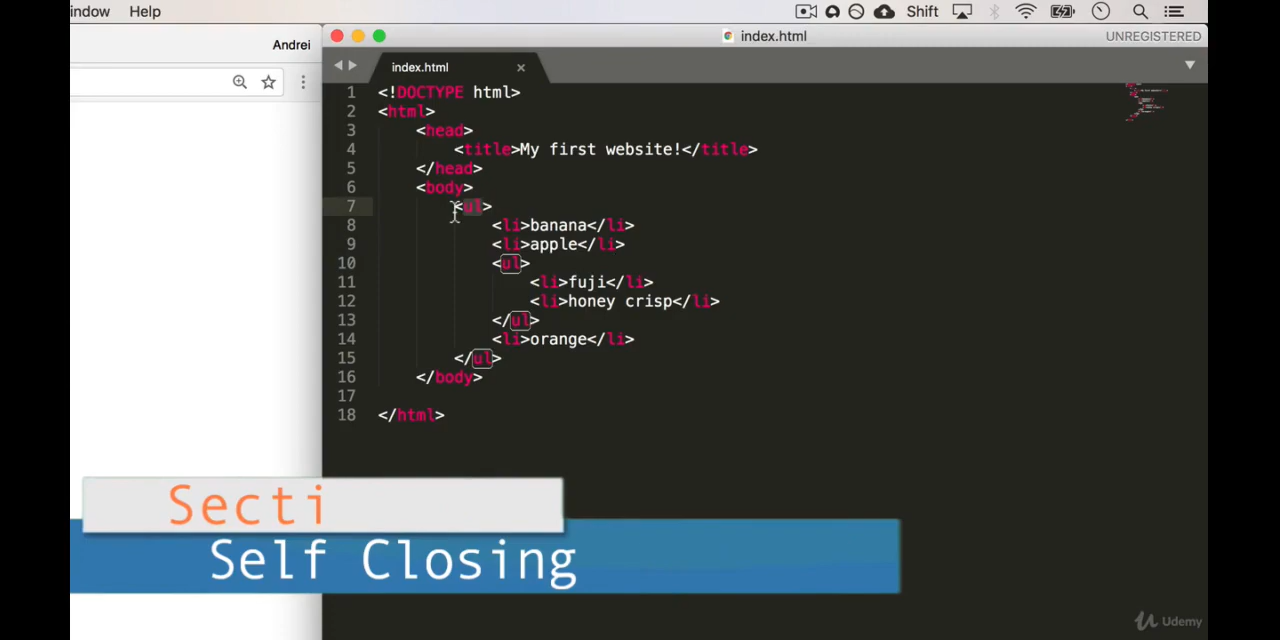 indow Help Shift
index.html UNREGISTERED
Andrei
index.html
1 <!DOCTYPE html>
2 <html>
3 <head>
4 <title>My first website!</title>
5 </head>
6 <body>
7 <ul>
8 <li>banana</li>
9 <li>apple</li>
10 <ul>
11 <li>fuji</li>
12 <li>honey crisp</li>
13 </ul>
14 <li>orange</li>
15 </ul>
16 </body>
17
18 </html>
Secti
Self Closing
Udemy